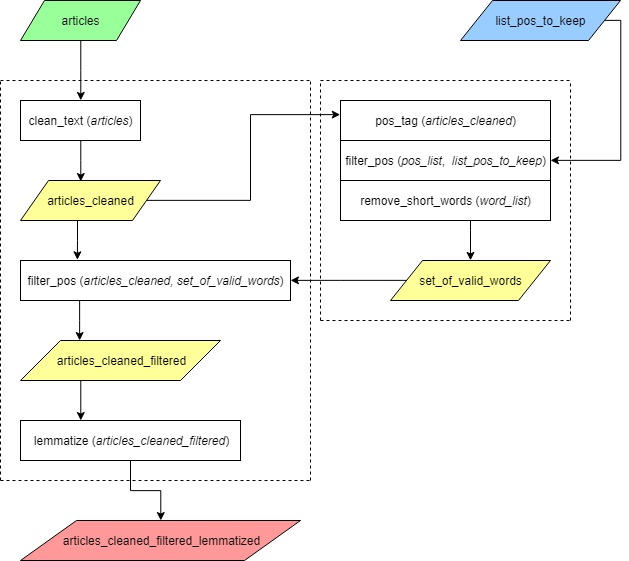 articles
list_pos_to_keep
clean_text (articles)
pos_tag (articles_cleaned)
filter_pos (pos_list, list_pos_to_keep)
articles_cleaned
remove_short_words (word_list)
filter_pos (articles_cleaned, set_of_valid_words)
set_of_valid_words
articles_cleaned_filtered
lemmatize (articles_cleaned_filtered)
articles_cleaned_filtered_lemmatized